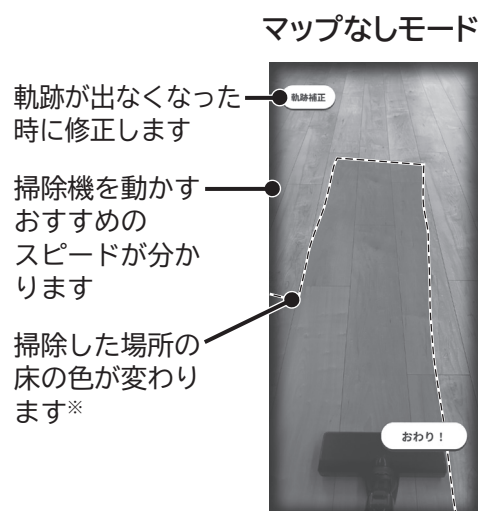 マップなしモード
軌跡が出なくなった
時に修正します
軌跡補正
掃除機を動かす
おすすめの
スピードが分か
ります
掃除した場所の
床の色が変わり
ます※
おわり！